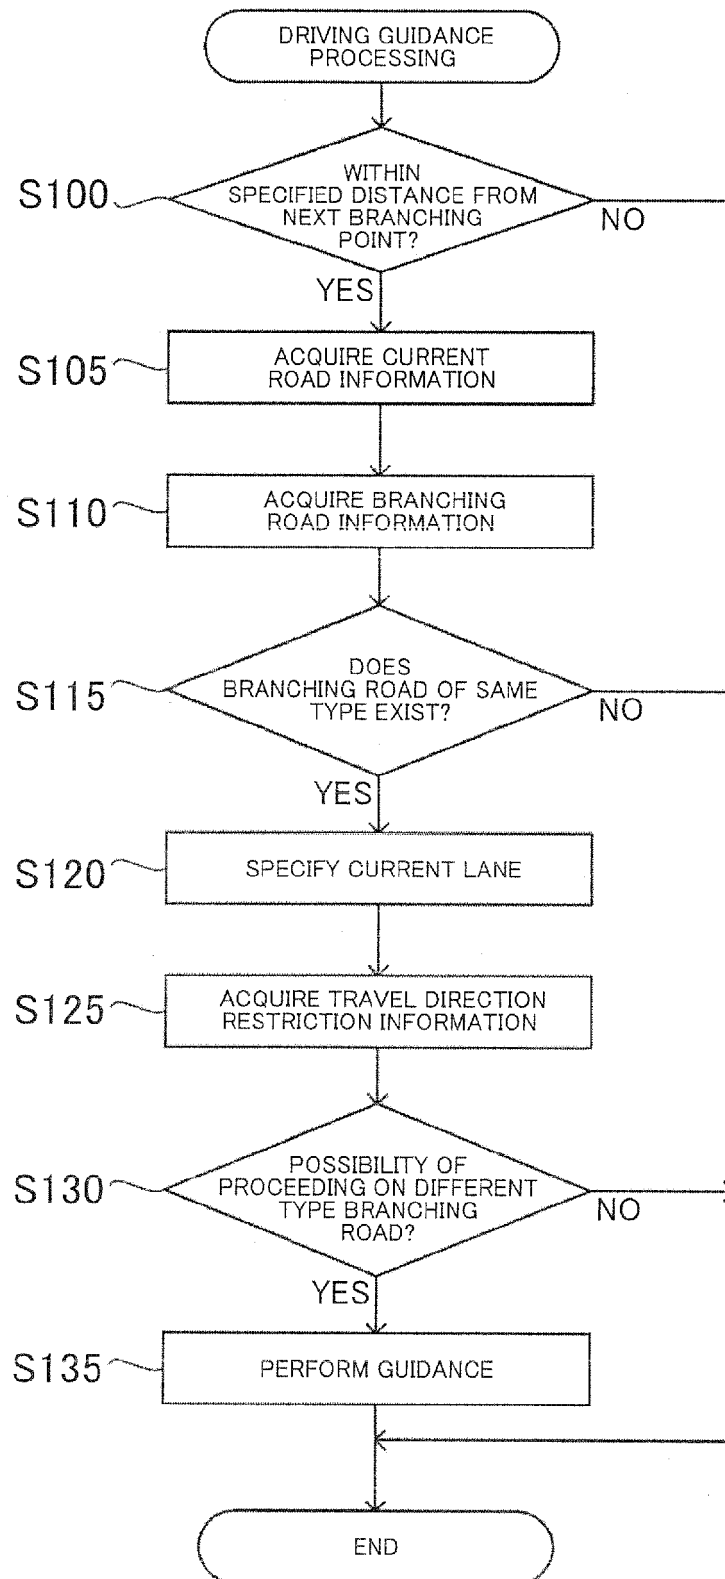 DRIVING GUIDANCE
PROCESSING
S100
WITHIN
SPECIFIED DISTANCE FROM
NEXT BRANCHING
POINT?
NO
YES
S105
ACQUIRE CURRENT
ROAD INFORMATION
S110
ACQUIRE BRANCHING
ROAD INFORMATION
S115
DOES
BRANCHING ROAD OF SAME
TYPE EXIST?
NO
YES
S120
SPECIFY CURRENT LANE
S125
ACQUIRE TRAVEL DIRECTION
RESTRICTION INFORMATION
S130
POSSIBILITY OF
PROCEEDING ON DIFFERENT
TYPE BRANCHING
ROAD?
NO
YES
S135
PERFORM GUIDANCE
END